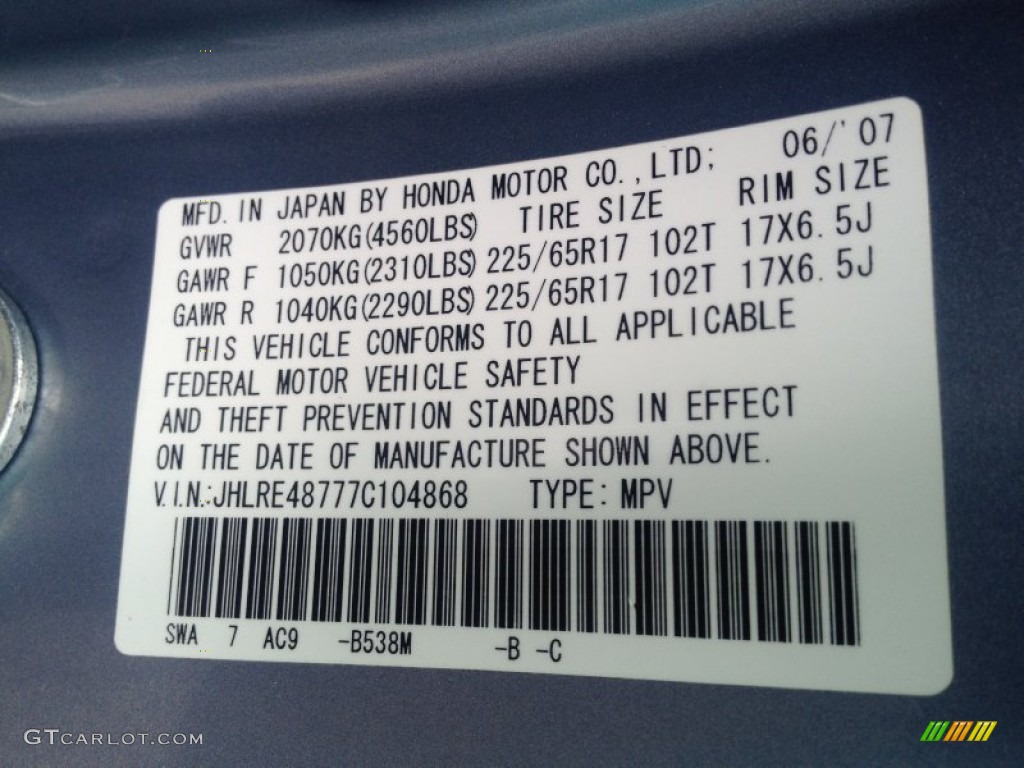 MFD. IN JAPAN BY HONDA MOTOR CO., LTD; 06/'07
GVWR 2070KG(4560LBS) TIRE SIZE RIM SIZE
GAWR F 1050KG(2310LBS) 225/65R17 102T 17X6.5J
GAWR R 1040KG(2290LBS) 225/65R17 102T 17X6.5J
THIS VEHICLE CONFORMS TO ALL APPLICABLE
FEDERAL MOTOR VEHICLE SAFETY
AND THEFT PREVENTION STANDARDS IN EFFECT
ON THE DATE OF MANUFACTURE SHOWN ABOVE.
V.I.N.:JHLRE48777C104868 TYPE: MPV
SWA 7 AC9 -B538M -B -C
GTCARLOT.COM